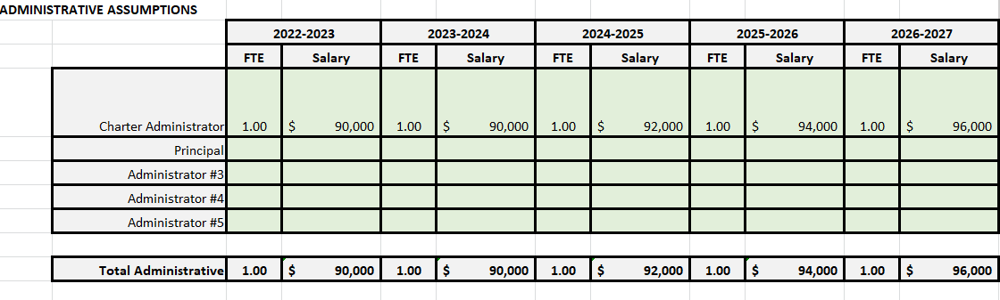 ADMINISTRATIVE ASSUMPTIONS
2022-2023 2023-2024 2024-2025 2025-2026 2026-2027
FTE Salary FTE Salary FTE Salary FTE Salary FTE Salary
Charter Administrator 1.00 $ 90,000 1.00 $ 90,000 1.00 $ 92,000 1.00 $ 94,000 1.00 $ 96,000
Principal
Administrator #3
Administrator #4
Administrator #5
Total Administrative 1.00 $ 90,000 1.00 $ 90,000 1.00 $ 92,000 1.00 $ 94,000 1.00 $ 96,000